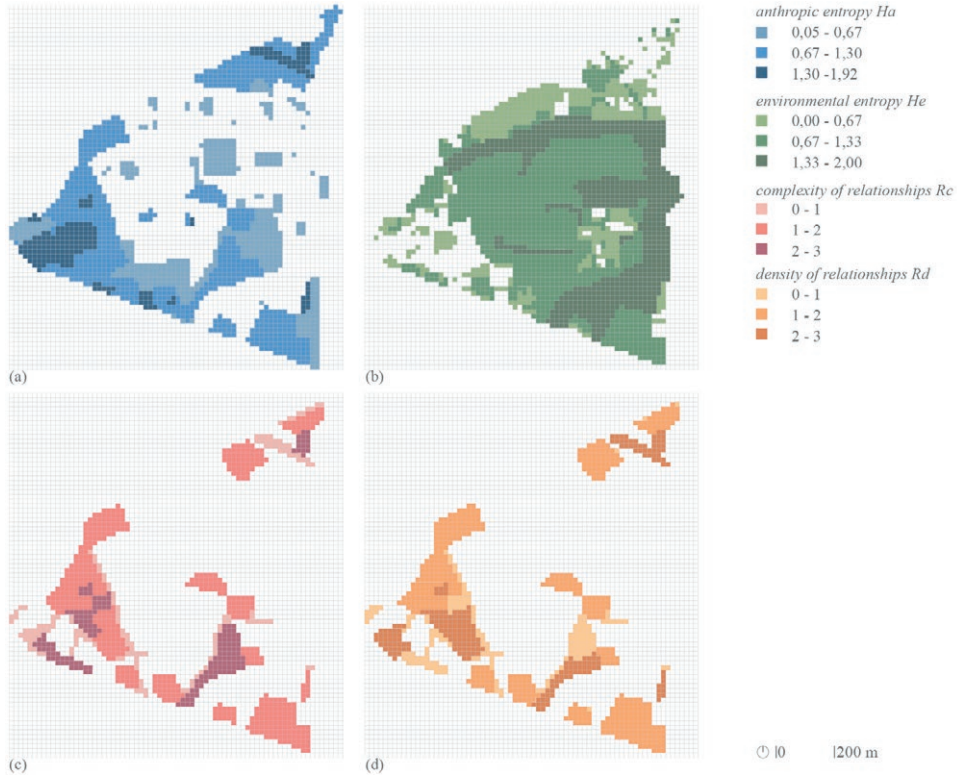 anthropic entropy Ha
0,05 - 0,67
0,67 - 1,30
1,30 -1,92
environmental entropy He
0,00 - 0,67
0,67 - 1,33
1,33 - 2,00
complexity of relationships Rc
0 - 1
1 - 2
2 - 3
density of relationships Rd
0 - 1
1 - 2
2 - 3
(a)
(b)
(c)
(d)
|0 |200 m